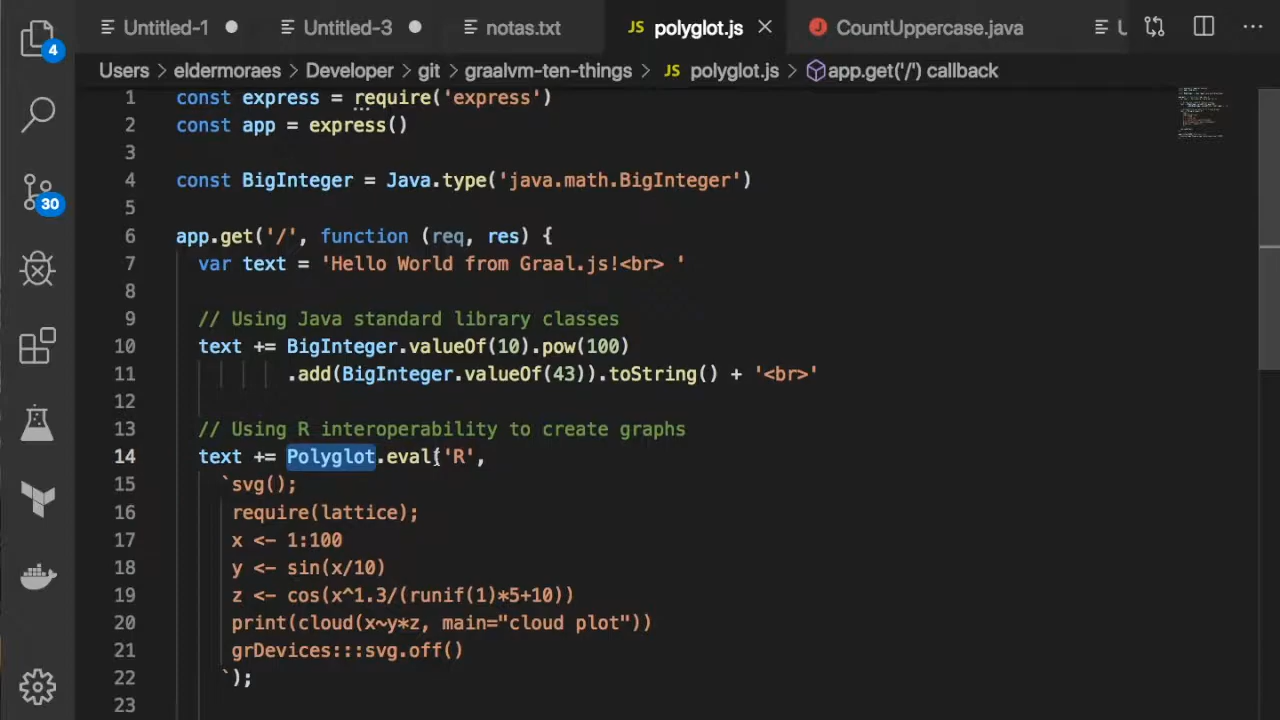 Untitled-1 Untitled-3 notas.txt JS polyglot.js CountUppercase.java
Users > eldermoraes > Developer > git > graalvm-ten-things > JS polyglot.js > app.get('/') callback
4
30
1 const express = require('express')
2 const app = express()
3
4 const BigInteger = Java.type('java.math.BigInteger')
5
6 app.get('/', function (req, res) {
7 var text = 'Hello World from Graal.js!<br> '
8
9 // Using Java standard library classes
10 text += BigInteger.valueOf(10).pow(100)
11 .add(BigInteger.valueOf(43)).toString() + '<br>'
12
13 // Using R interoperability to create graphs
14 text += Polyglot.eval('R',
15 `svg();
16 require(lattice);
17 x <- 1:100
18 y <- sin(x/10)
19 z <- cos(x^1.3/(runif(1)*5+10))
20 print(cloud(x~y*z, main="cloud plot"))
21 grDevices:::svg.off()
22 `);
23